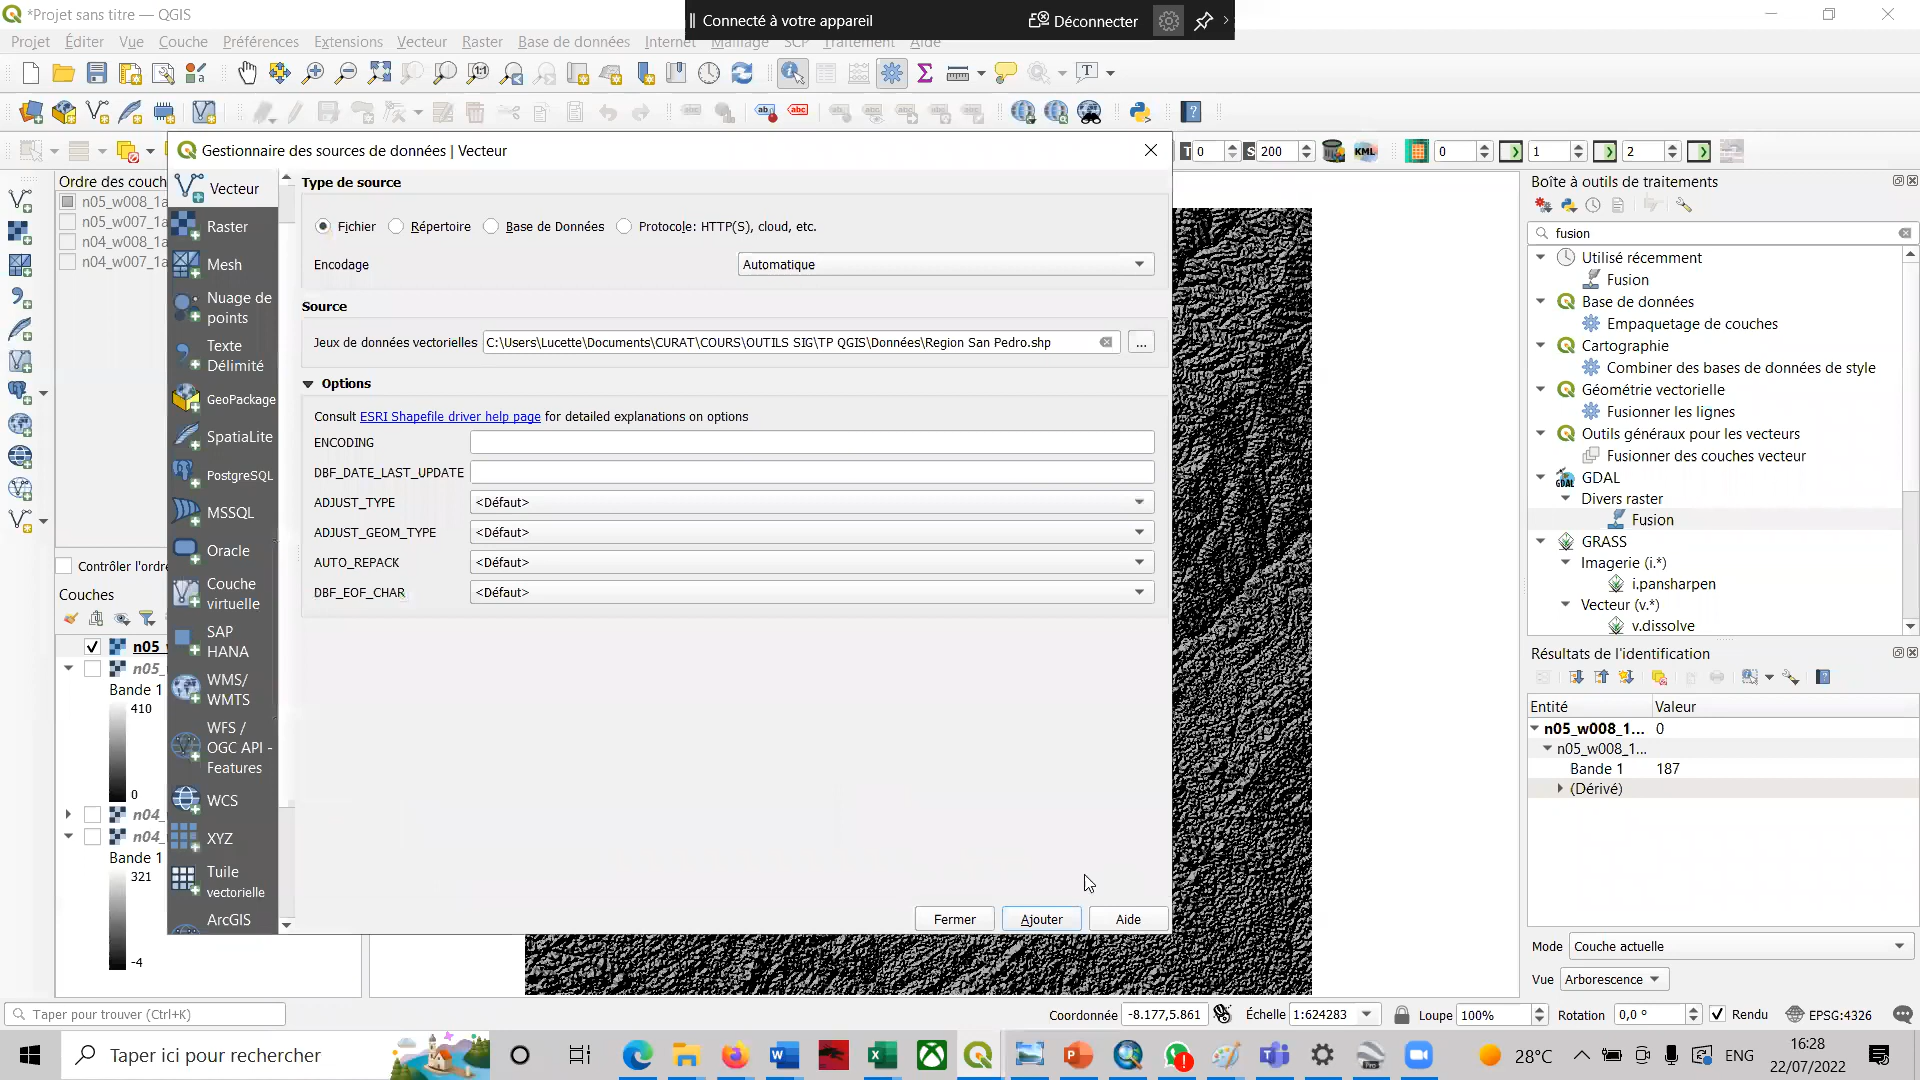 *Projet sans titre — QGIS
Connecté à votre appareil
Déconnecter
Projet Éditer Vue Couche Préférences Extensions Vecteur Raster Base de données Internet Maillage SCP Traitement Aide
T 0 S 200 KML 0 1 2
Ordre des couch
n05_w008_1a
n05_w007_1a
n04_w008_1a
n04_w007_1a
Contrôler l'ordre
Couches
n05_
n05_
Bande 1
410
0
n04_
n04_
Bande 1
321
-4
Gestionnaire des sources de données | Vecteur
Vecteur
Raster
Mesh
Nuage de
points
Texte
Délimité
GeoPackage
SpatiaLite
PostgreSQL
MSSQL
Oracle
Couche
virtuelle
SAP
HANA
WMS/
WMTS
WFS /
OGC API -
Features
WCS
XYZ
Tuile
vectorielle
ArcGIS
Type de source
Fichier Répertoire Base de Données Protocole: HTTP(S), cloud, etc.
Encodage Automatique
Source
Jeux de données vectorielles C:\Users\Lucette\Documents\CURAT\COURS\OUTILS SIG\TP QGIS\Données\Region San Pedro.shp ...
Options
Consult ESRI Shapefile driver help page for detailed explanations on options
ENCODING
DBF_DATE_LAST_UPDATE
ADJUST_TYPE <Défaut>
ADJUST_GEOM_TYPE <Défaut>
AUTO_REPACK <Défaut>
DBF_EOF_CHAR <Défaut>
Fermer Ajouter Aide
Boîte à outils de traitements
fusion
Utilisé récemment
Fusion
Base de données
Empaquetage de couches
Cartographie
Combiner des bases de données de style
Géométrie vectorielle
Fusionner les lignes
Outils généraux pour les vecteurs
Fusionner des couches vecteur
GDAL
Divers raster
Fusion
GRASS
Imagerie (i.*)
i.pansharpen
Vecteur (v.*)
v.dissolve
Résultats de l'identification
Entité Valeur
n05_w008_1... 0
n05_w008_1...
Bande 1 187
(Dérivé)
Mode Couche actuelle
Vue Arborescence
Taper pour trouver (Ctrl+K)
Coordonnée -8.177,5.861 Échelle 1:624283 Loupe 100% Rotation 0,0 ° Rendu EPSG:4326
Taper ici pour rechercher
28°C ENG 16:28
22/07/2022